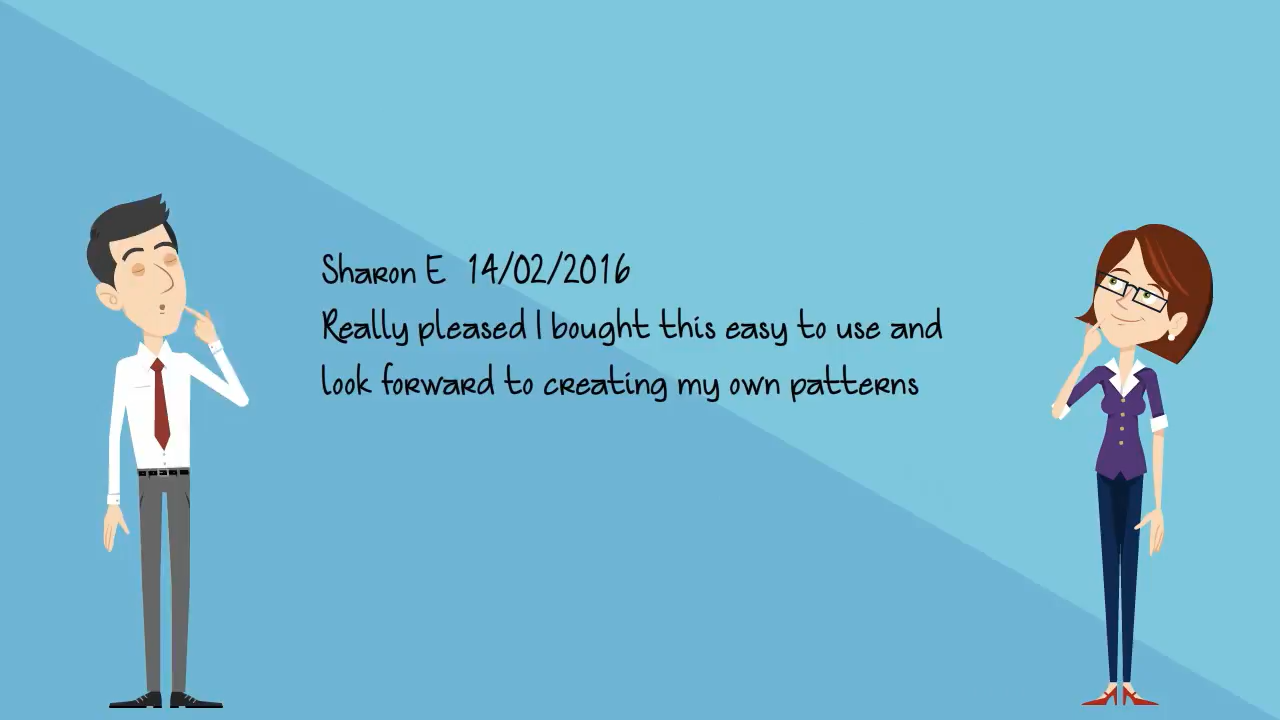 Sharon E 14/02/2016
Really pleased I bought this easy to use and
look forward to creating my own patterns